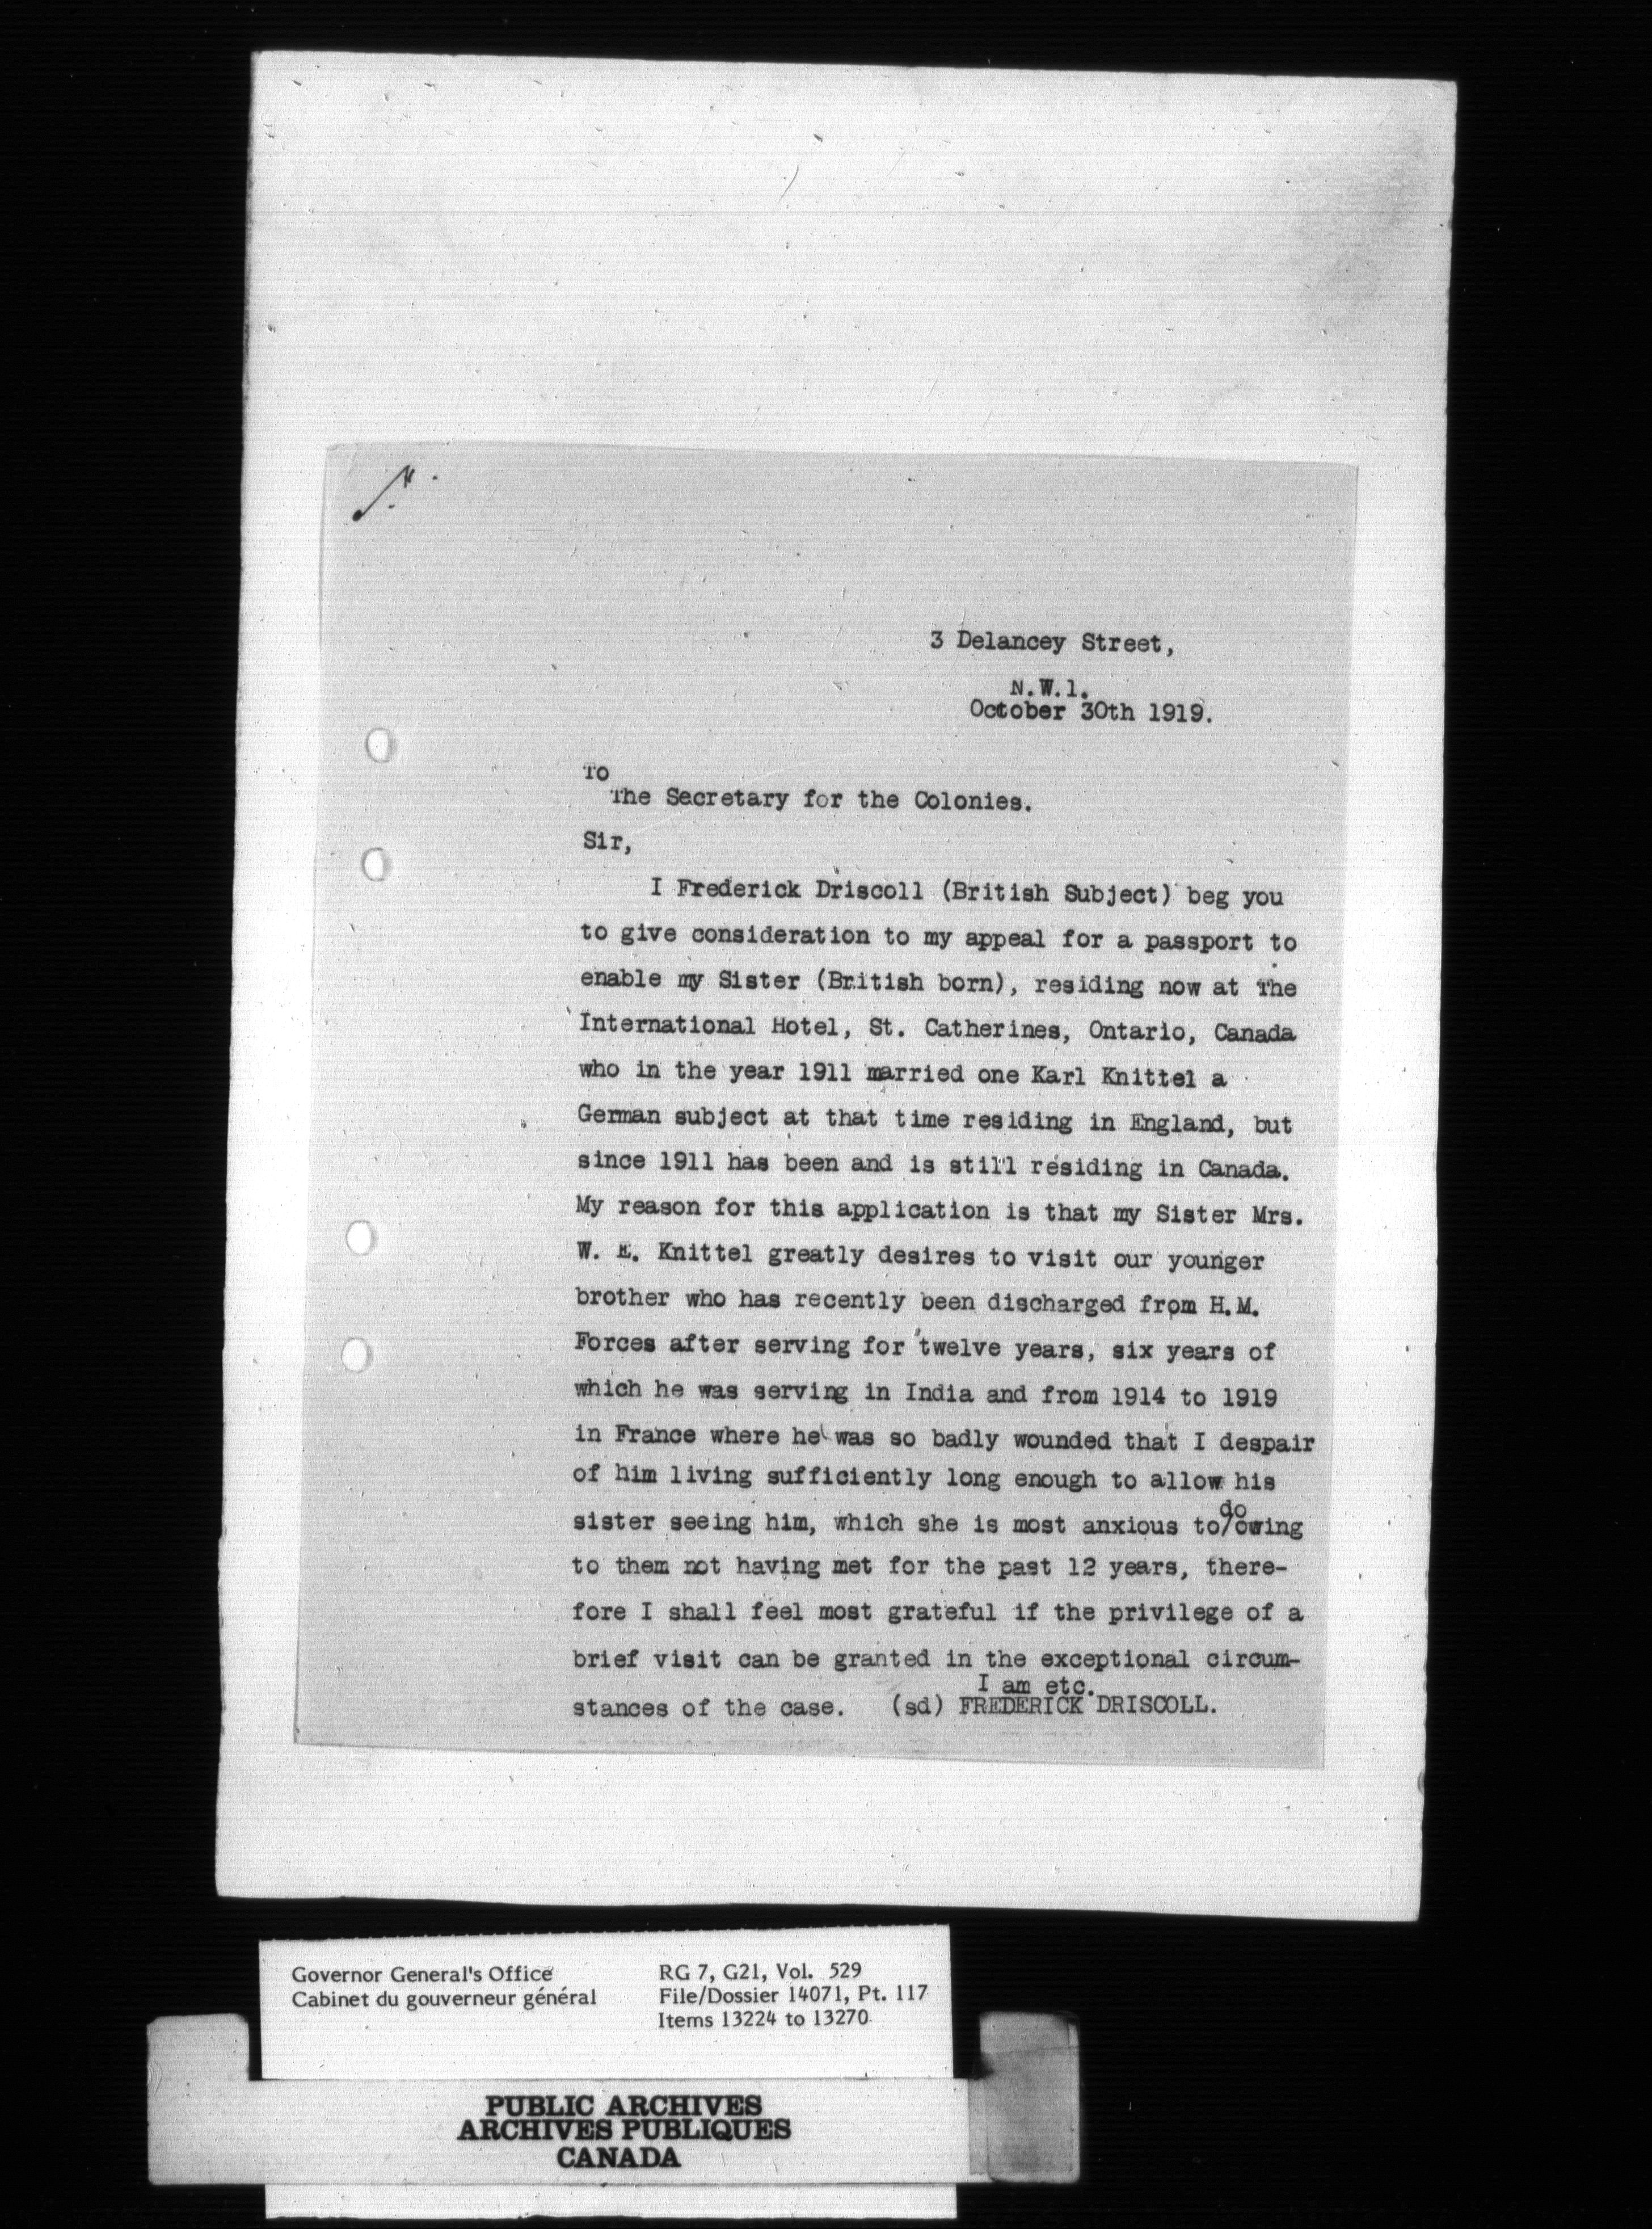 3 Delancey Street,
N.W.1.
October 30th 1919.
To
The Secretary for the Colonies.
Sir,
I Frederick Driscoll (British Subject) beg you
to give consideration to my appeal for a passport to
enable my Sister (British born), residing now at The
International Hotel, St. Catherines, Ontario, Canada
who in the year 1911 married one Karl Knittel a
German subject at that time residing in England, but
since 1911 has been and is still residing in Canada.
My reason for this application is that my Sister Mrs.
W. E. Knittel greatly desires to visit our younger
brother who has recently been discharged from H.M.
Forces after serving for twelve years, six years of
which he was serving in India and from 1914 to 1919
in France where he was so badly wounded that I despair
of him living sufficiently long enough to allow his
sister seeing him, which she is most anxious to/do owing
to them not having met for the past 12 years, there-
fore I shall feel most grateful if the privilege of a
brief visit can be granted in the exceptional circum-
I am etc.
stances of the case. (sd) FREDERICK DRISCOLL.
Governor General's Office
Cabinet du gouverneur général
RG 7, G21, Vol. 529
File/Dossier 14071, Pt. 117
Items 13224 to 13270
PUBLIC ARCHIVES
ARCHIVES PUBLIQUES
CANADA